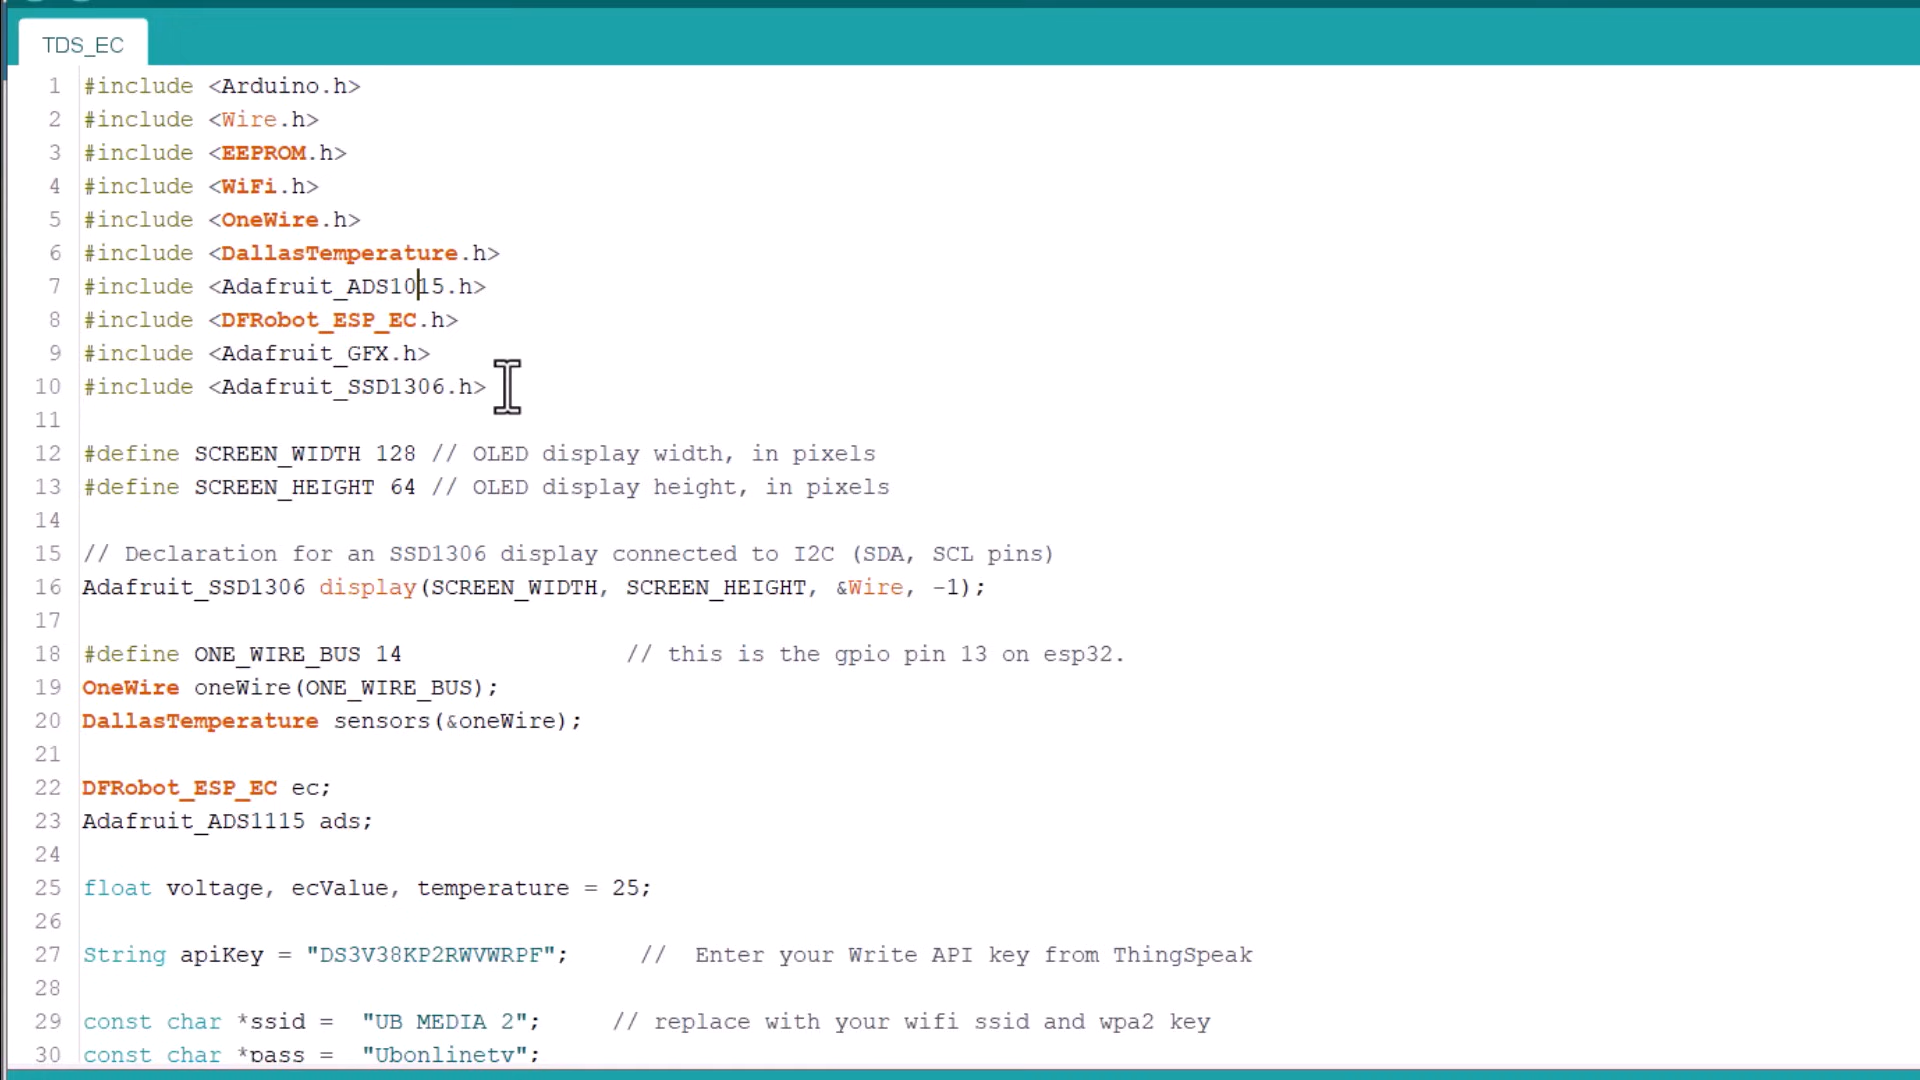 TDS_EC
1 #include <Arduino.h>
2 #include <Wire.h>
3 #include <EEPROM.h>
4 #include <WiFi.h>
5 #include <OneWire.h>
6 #include <DallasTemperature.h>
7 #include <Adafruit_ADS1015.h>
8 #include <DFRobot_ESP_EC.h>
9 #include <Adafruit_GFX.h>
10 #include <Adafruit_SSD1306.h>
11
12 #define SCREEN_WIDTH 128 // OLED display width, in pixels
13 #define SCREEN_HEIGHT 64 // OLED display height, in pixels
14
15 // Declaration for an SSD1306 display connected to I2C (SDA, SCL pins)
16 Adafruit_SSD1306 display(SCREEN_WIDTH, SCREEN_HEIGHT, &Wire, -1);
17
18 #define ONE_WIRE_BUS 14 // this is the gpio pin 13 on esp32.
19 OneWire oneWire(ONE_WIRE_BUS);
20 DallasTemperature sensors(&oneWire);
21
22 DFRobot_ESP_EC ec;
23 Adafruit_ADS1115 ads;
24
25 float voltage, ecValue, temperature = 25;
26
27 String apiKey = "DS3V38KP2RWVWRPF"; // Enter your Write API key from ThingSpeak
28
29 const char *ssid = "UB MEDIA 2"; // replace with your wifi ssid and wpa2 key
30 const char *pass = "Ubonlinetv";